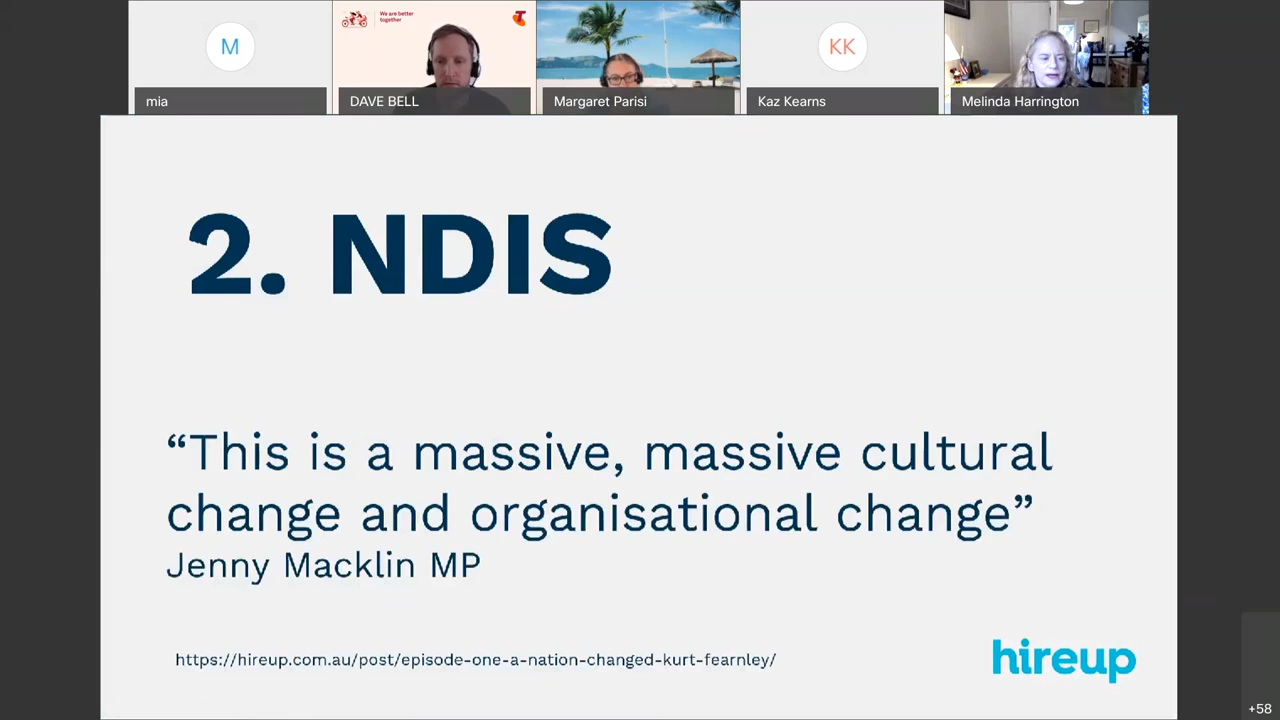 We are better
together
M
KK
mia
DAVE BELL
Margaret Parisi
Kaz Kearns
Melinda Harrington
2. NDIS
“This is a massive, massive cultural
change and organisational change”
Jenny Macklin MP
https://hireup.com.au/post/episode-one-a-nation-changed-kurt-fearnley/
hireup
+58